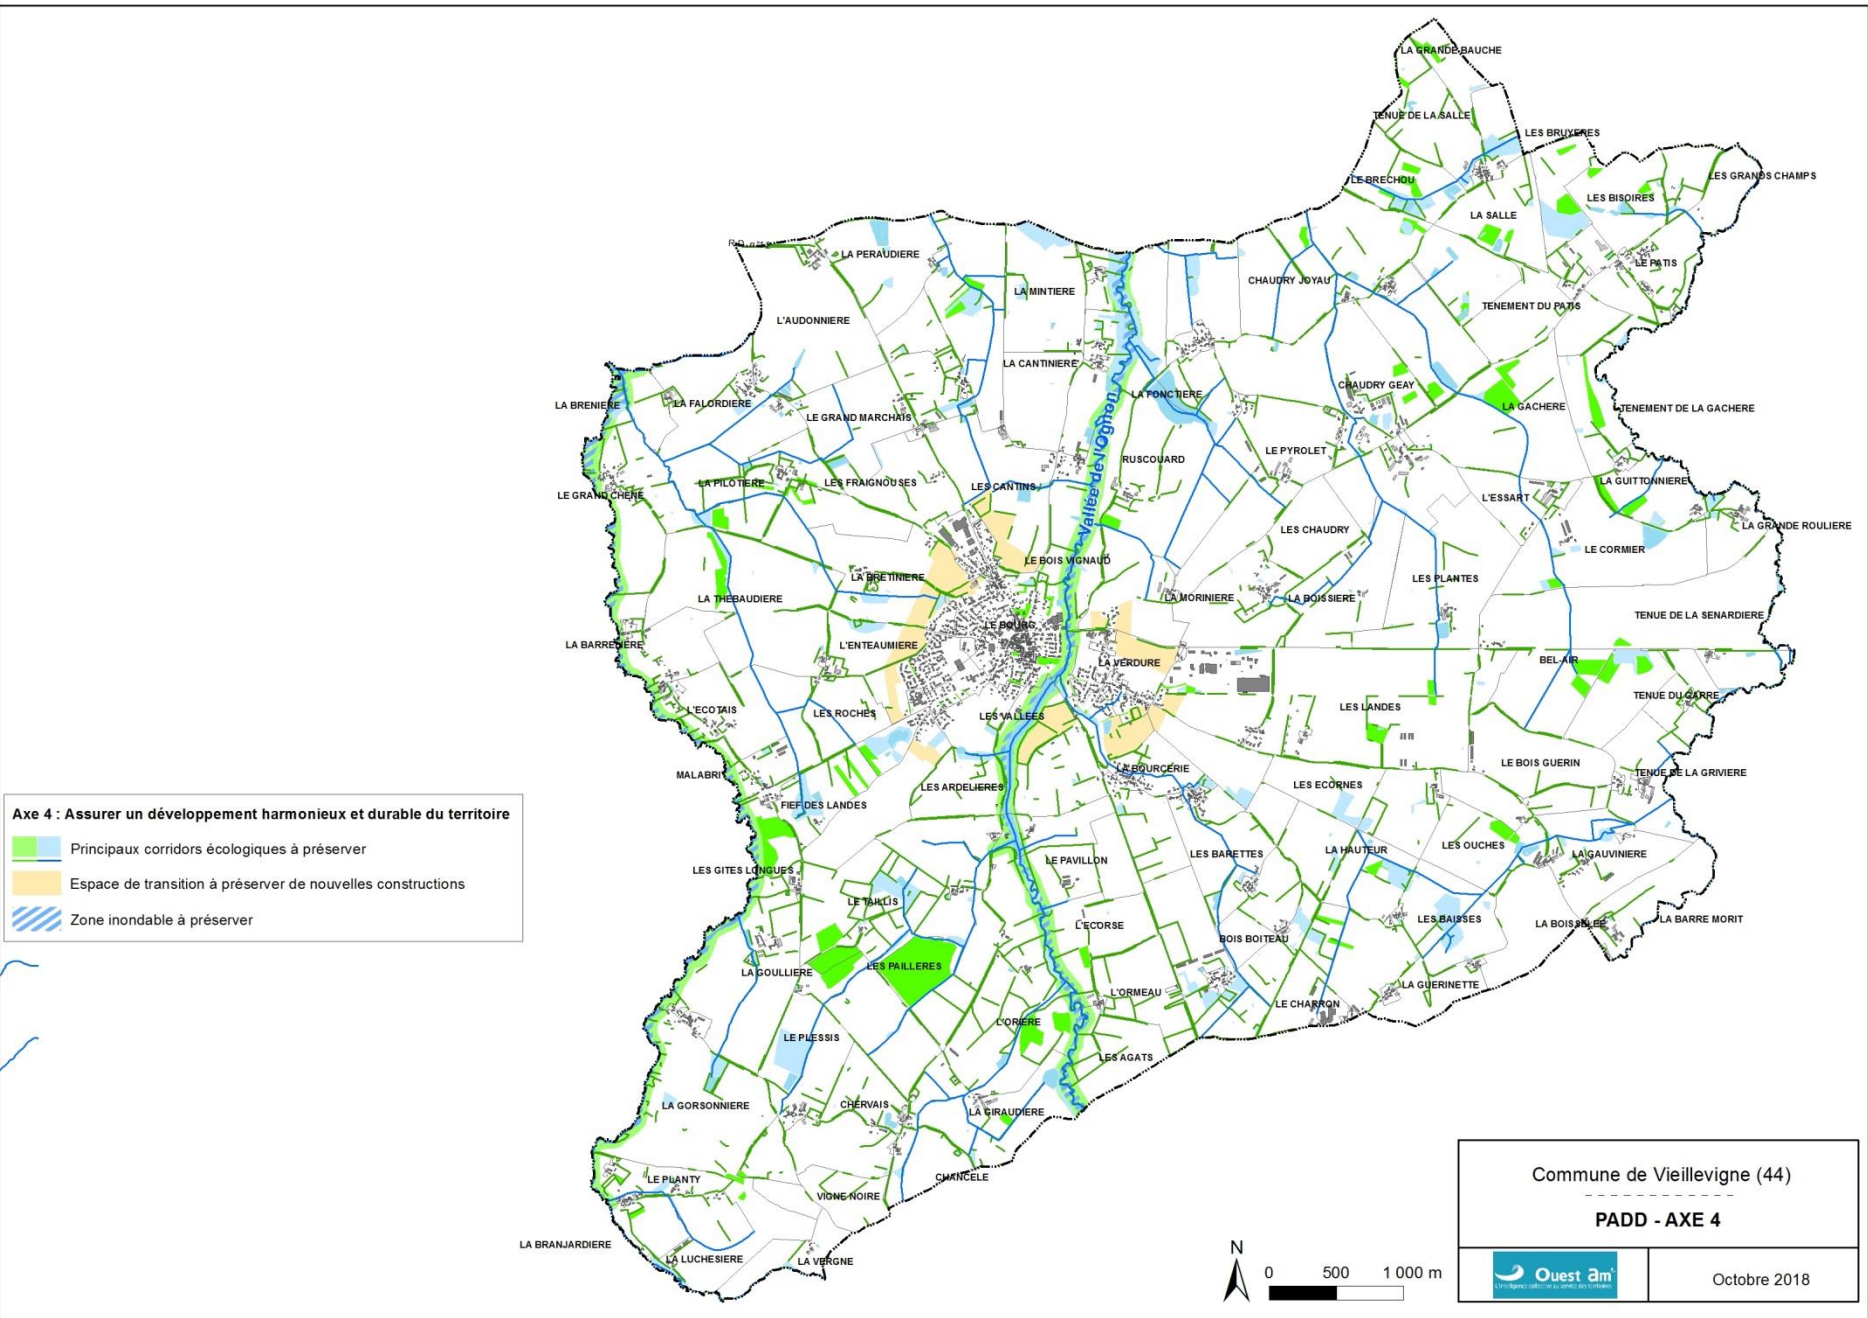 LA GRANDE BAUCHE
TENUE DE LA SALLE
LES BRUYERES
LE BRECHOU
LES GRANDS CHAMPS
LES BISOIRES
LA SALLE
LA PERAUDIERE
LE PATIS
CHAUDRY JOYAU
LA MINTIERE
TENEMENT DU PATIS
L'AUDONNIERE
LA CANTINIERE
CHAUDRY GEAY
LA FONCTIERE
LA BRENIERE
LA FALORDIERE
LE GRAND MARCHAIS
LA GACHERE
TENEMENT DE LA GACHERE
Vallée de l'Ognon
LE PYROLET
RUSCOUARD
LA PILOTIERE
LES FRAIGNOUSES
LES CANTINS
LA GUITTONNIERE
LE GRAND CHENE
L'ESSART
LA GRANDE ROULIERE
LES CHAUDRY
LE CORMIER
LE BOIS VIGNAUD
LA BRETINIERE
LES PLANTES
LA THEBAUDIERE
LA MORINIERE
LA BOISSIERE
TENUE DE LA SENARDIERE
LE BOURG
LA BARRETIERE
L'ENTEAUMIERE
LA VERDURE
BEL-AIR
TENUE DU GARRE
L'ECOTAIS
LES ROCHES
LES VALLEES
LES LANDES
LE BOIS GUERIN
MALABRI
LA BOURCERIE
TENUE DE LA GRIVIERE
LES ARDELIERES
LES ECORNES
FIEF DES LANDES
Axe 4 : Assurer un développement harmonieux et durable du territoire
Principaux corridors écologiques à préserver
Espace de transition à préserver de nouvelles constructions
Zone inondable à préserver
LES GITES LONGUES
LE PAVILLON
LES BARETTES
LA HAUTEUR
LES OUCHES
LA GAUVINIERE
LE TAILLIS
L'ECORSE
LES BAISSES
LA BOISSELEE
LA BARRE MORIT
BOIS BOITEAU
LA GOULLIERE
LES PAILLERES
LA GUERINETTE
L'ORMEAU
LE CHARRON
L'ORIERE
LE PLESSIS
LES AGATS
LA GORSONNIERE
CHERVAIS
LA GIRAUDIERE
CHANCELE
LE PLANTY
VIGNE NOIRE
LA BRANJARDIERE
LA LUCHESIERE
LA VERGNE
N
0 500 1 000 m
Commune de Vieillevigne (44)
PADD - AXE 4
Ouest am'
L'intelligence collective au service des territoires
Octobre 2018